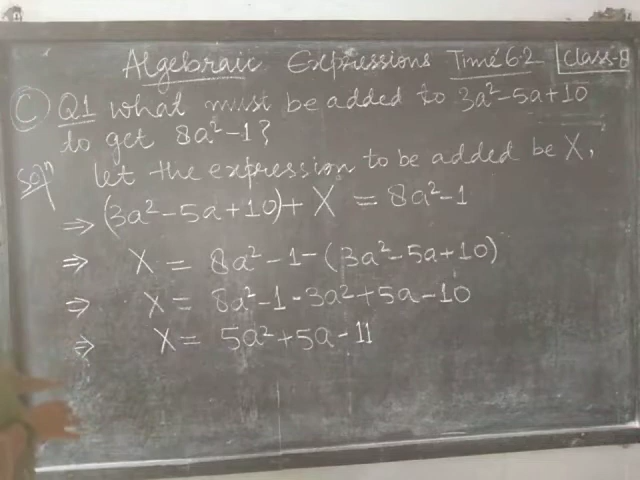 Algebraic Expressions Time 6.2 Class-8
C Q1 what must be added to 3a²-5a+10
to get 8a²-1?
Solⁿ let the expression to be added be X,
⇒ (3a²-5a+10)+ X = 8a²-1
⇒ X = 8a²-1-(3a²-5a+10)
⇒ X = 8a²-1-3a²+5a-10
⇒ X = 5a²+5a-11